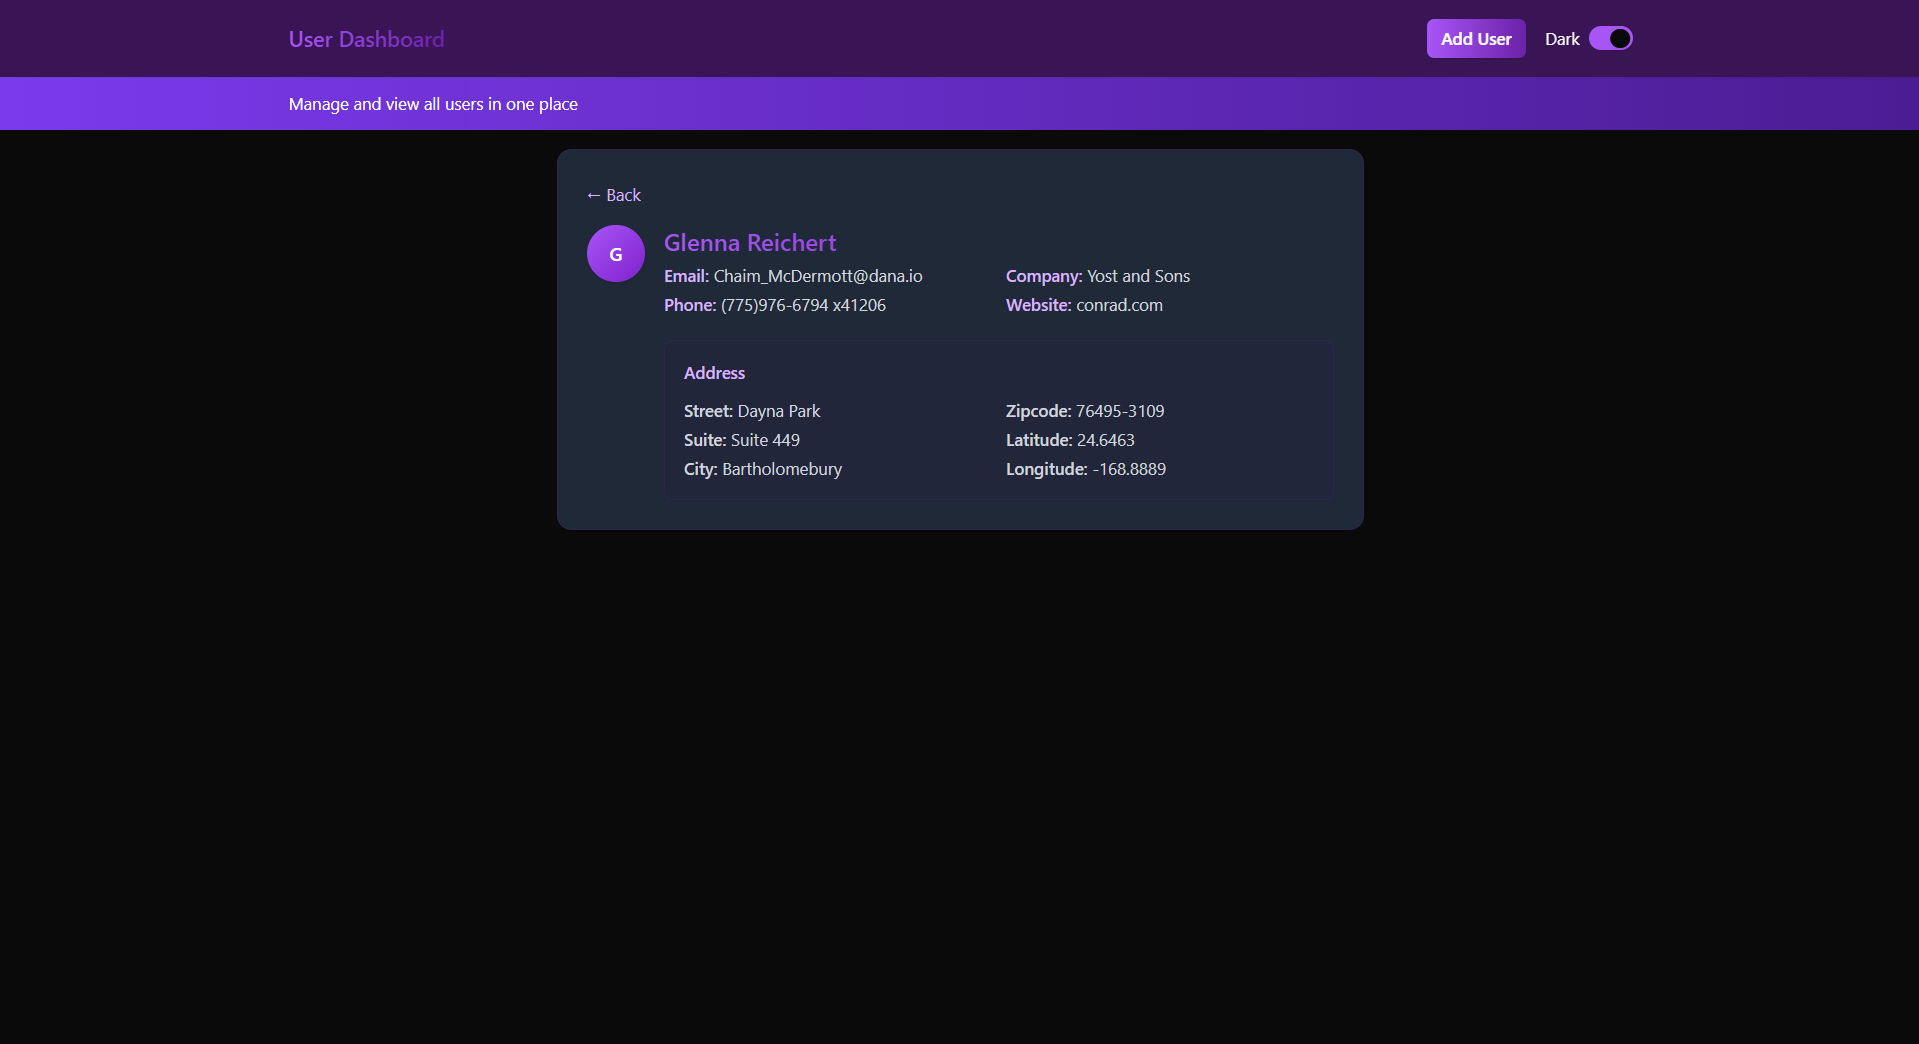 User Dashboard
Add User
Dark
Manage and view all users in one place
← Back
G
Glenna Reichert
Email: Chaim_McDermott@dana.io
Company: Yost and Sons
Phone: (775)976-6794 x41206
Website: conrad.com
Address
Street: Dayna Park
Zipcode: 76495-3109
Suite: Suite 449
Latitude: 24.6463
City: Bartholomebury
Longitude: -168.8889